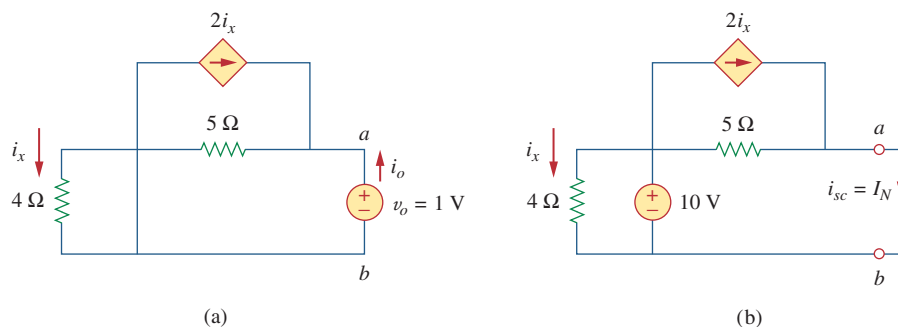 2i_x
5 Ω
a
i_x
i_o
4 Ω
+
−
v_o = 1 V
b
(a)
2i_x
5 Ω
a
i_x
4 Ω
+
−
10 V
i_sc = I_N
b
(b)